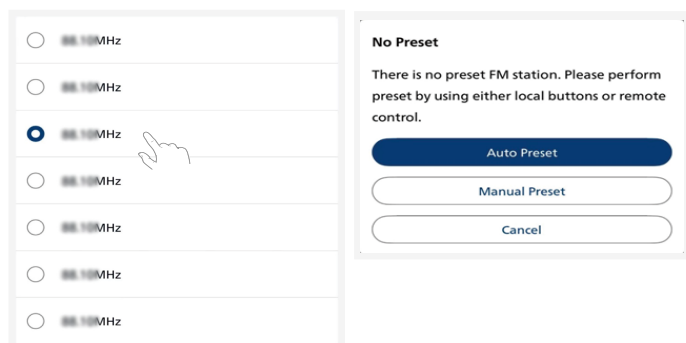 MHz
MHz
MHz
MHz
MHz
MHz
MHz
No Preset
There is no preset FM station. Please perform
preset by using either local buttons or remote
control.
Auto Preset
Manual Preset
Cancel